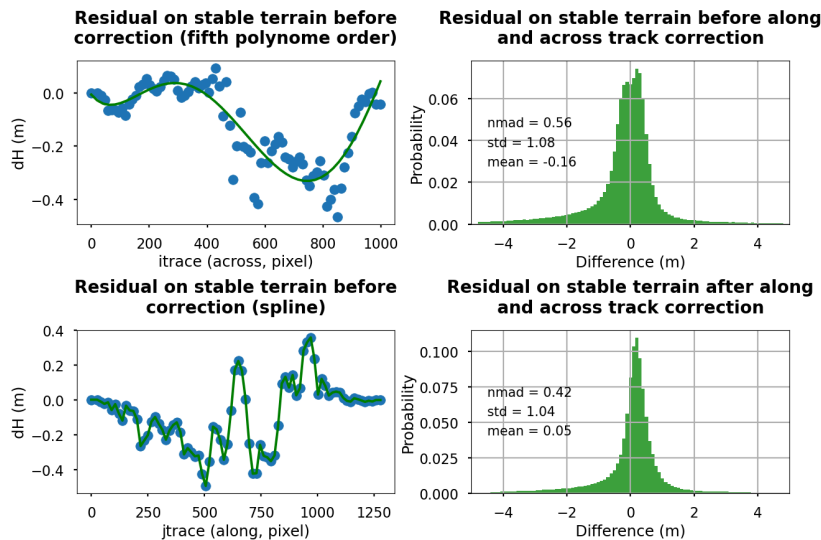 Residual on stable terrain before
correction (fifth polynome order)
dH (m)
0.0
−0.2
−0.4
0
200
400
600
800
1000
itrace (across, pixel)
Residual on stable terrain before along
and across track correction
Probability
0.06
0.04
0.02
0.00
nmad = 0.56
std = 1.08
mean = -0.16
−4
−2
0
2
4
Difference (m)
Residual on stable terrain before
correction (spline)
dH (m)
0.4
0.2
0.0
−0.2
−0.4
0
250
500
750
1000
1250
jtrace (along, pixel)
Residual on stable terrain after along
and across track correction
Probability
0.100
0.075
0.050
0.025
0.000
nmad = 0.42
std = 1.04
mean = 0.05
−4
−2
0
2
4
Difference (m)